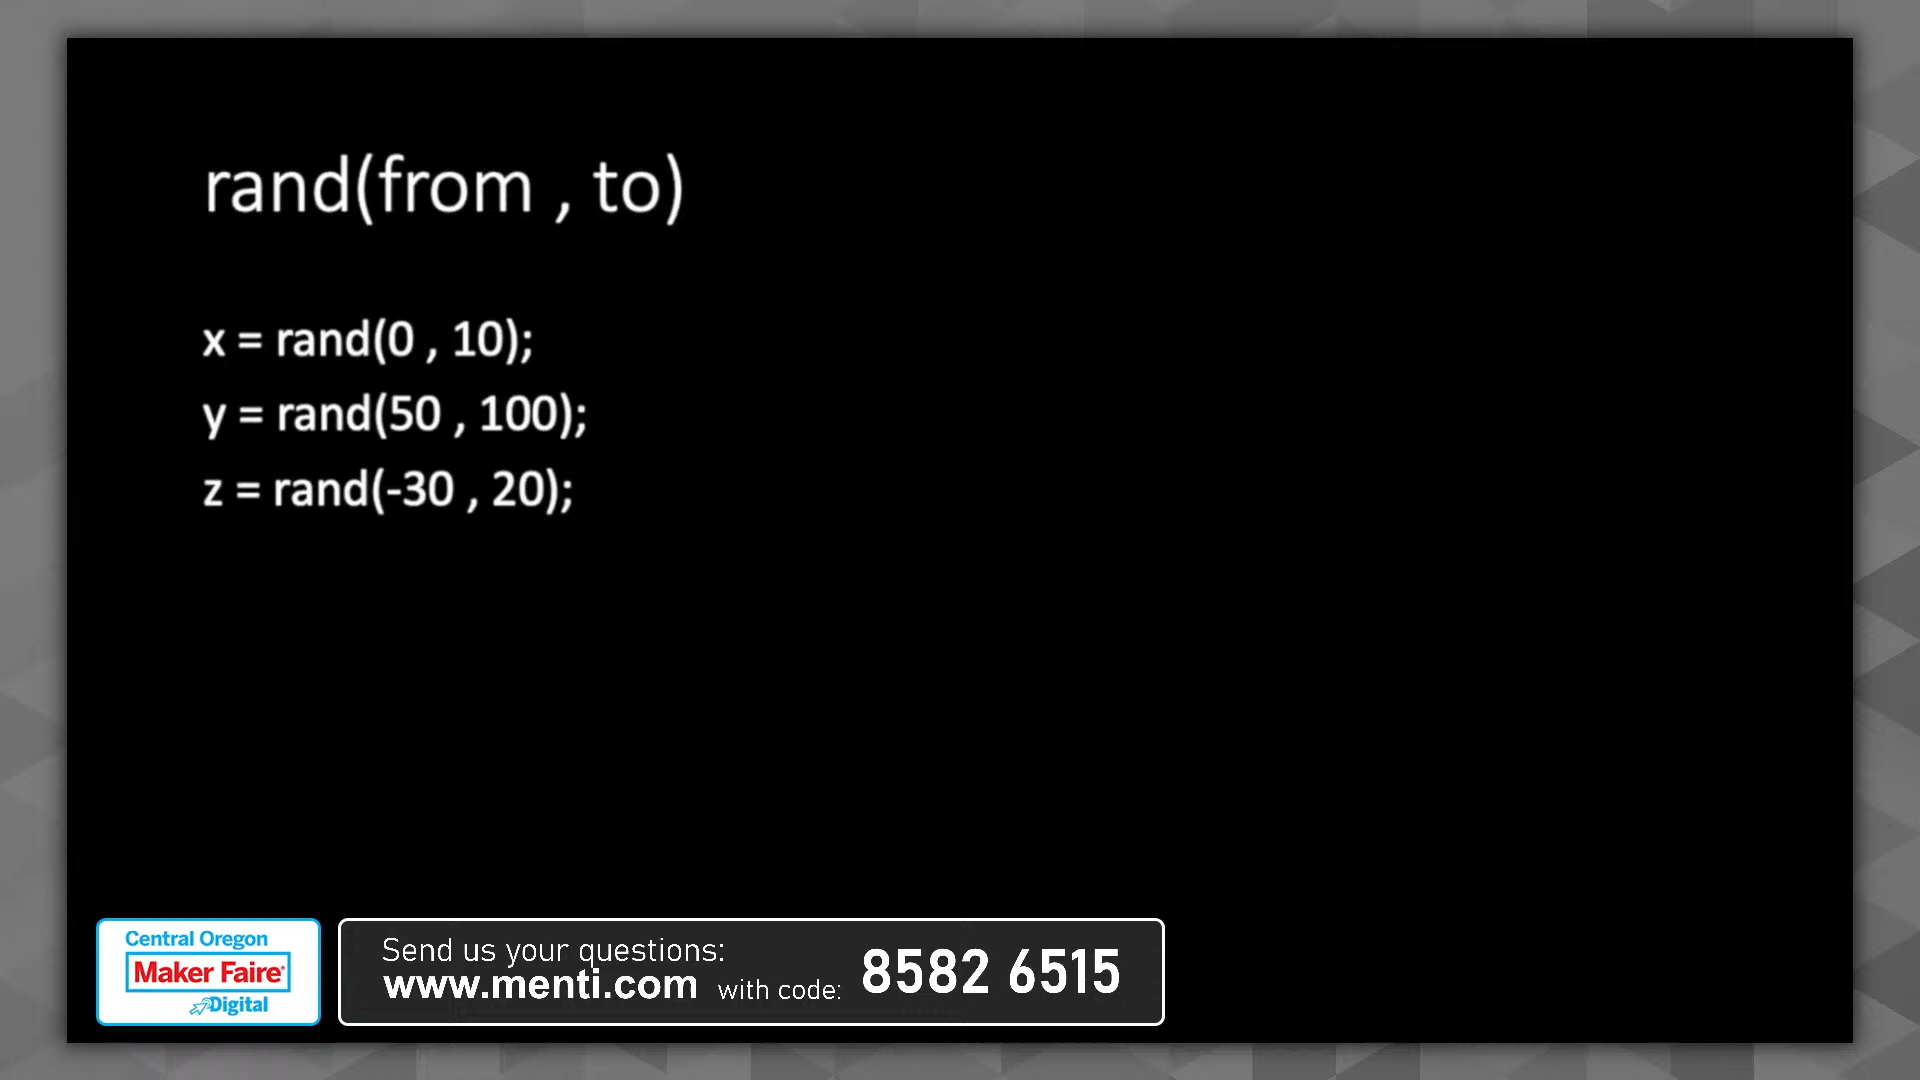 rand(from , to)
x = rand(0 , 10);
y = rand(50 , 100);
z = rand(-30 , 20);
Central Oregon
Maker Faire®
Digital
Send us your questions:
www.menti.com with code: 8582 6515